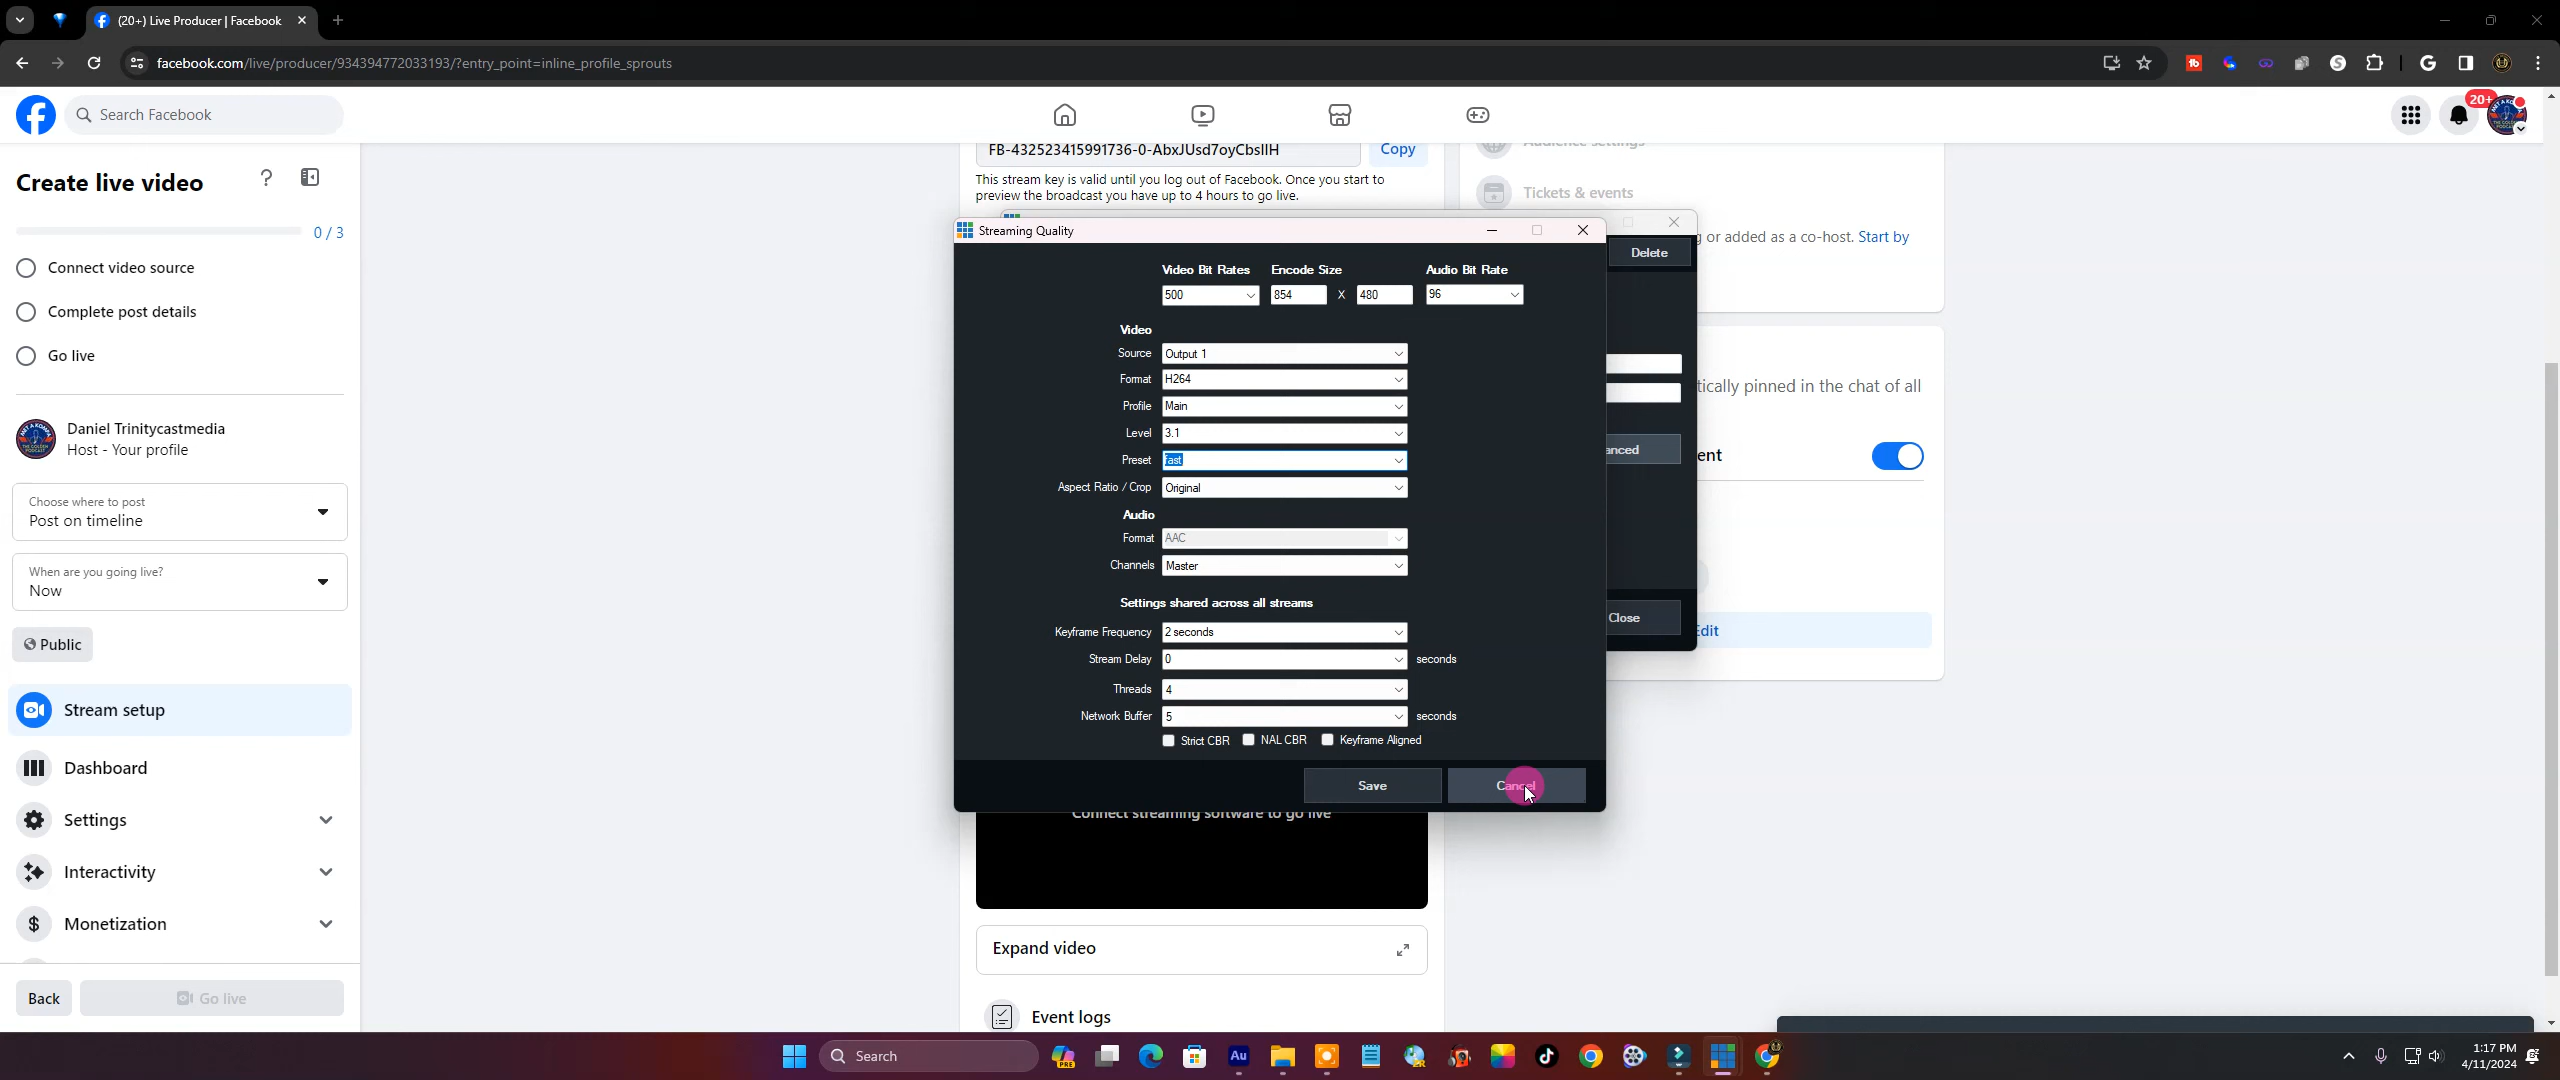 (20+) Live Producer | Facebook
facebook.com/live/producer/934394772033193/?entry_point=inline_profile_sprouts
Search Facebook
20+
Create live video
0 / 3
Connect video source
Complete post details
Go live
Daniel Trinitycastmedia
Host - Your profile
Choose where to post
Post on timeline
When are you going live?
Now
Public
Stream setup
Dashboard
Settings
Interactivity
Monetization
Back
Go live
FB-432523415991736-0-AbxJUsd7oyCbsIIH
Copy
This stream key is valid until you log out of Facebook. Once you start to
preview the broadcast you have up to 4 hours to go live.
Tickets & events
or added as a co-host. Start by
Streaming Quality
Delete
Video Bit Rates Encode Size Audio Bit Rate
500 854 X 480 96
Video
Source Output 1
Format H264
Profile Main
Level 3.1
Preset fast
Aspect Ratio / Crop Original
Audio
Format AAC
Channels Master
Settings shared across all streams
Keyframe Frequency 2 seconds
Stream Delay 0 seconds
Threads 4
Network Buffer 5 seconds
Strict CBR NAL CBR Keyframe Aligned
Save Cancel
anced
Close
tically pinned in the chat of all
ent
Edit
Connect streaming software to go live
Expand video
Event logs
Search
PRE
Au
1:17 PM
4/11/2024